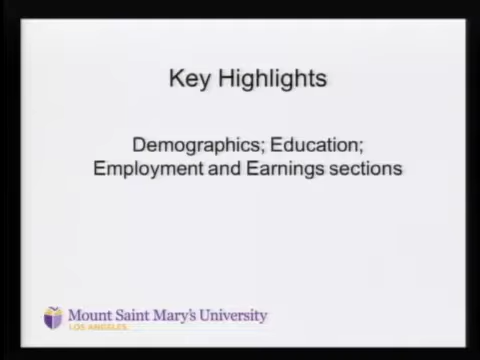 Key Highlights
Demographics; Education;
Employment and Earnings sections
Mount Saint Mary's University
LOS ANGELES